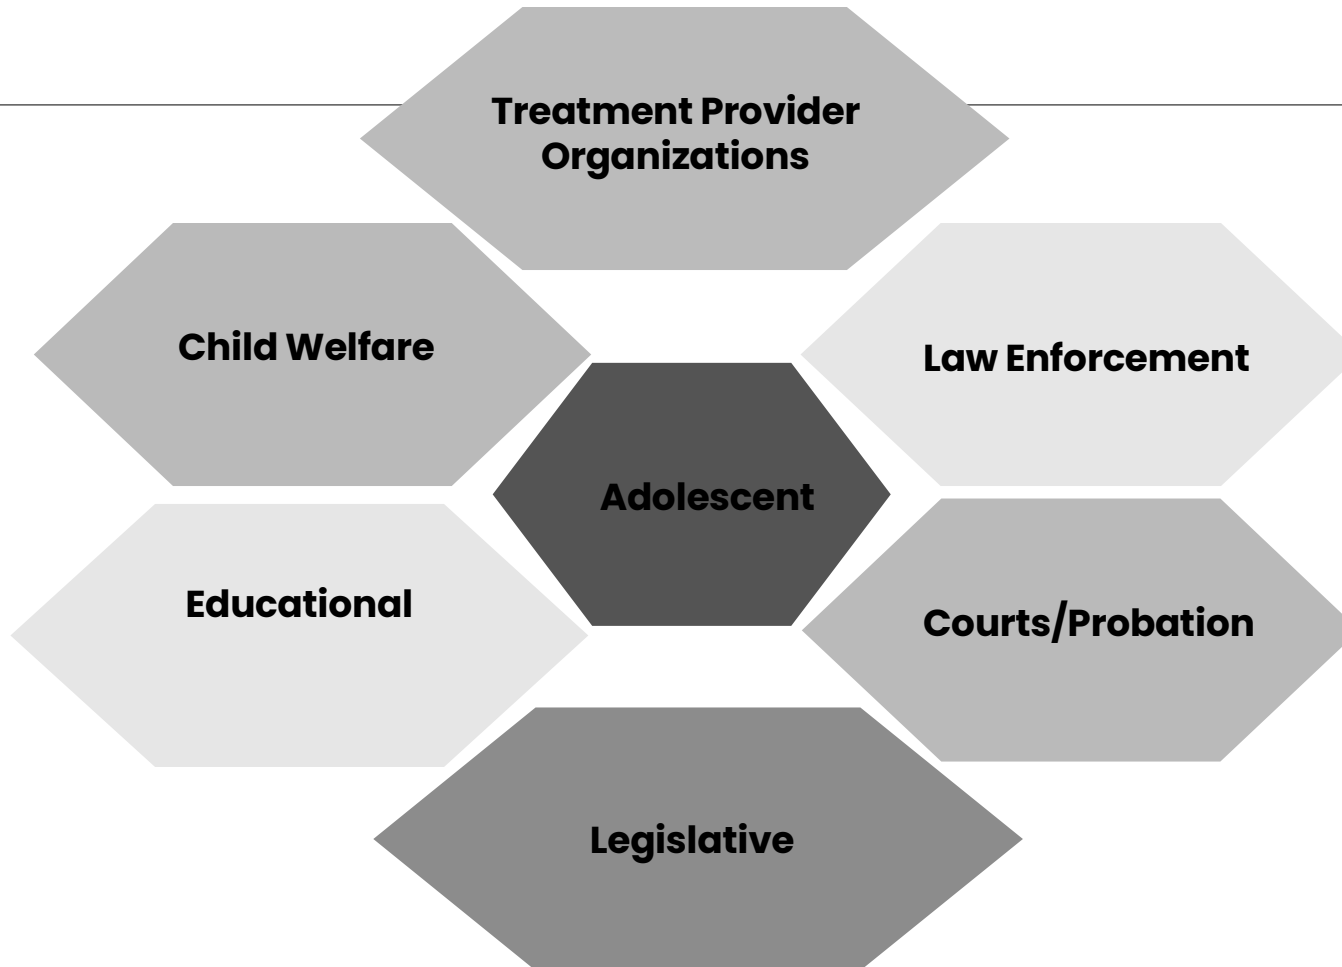 Treatment Provider
Organizations
Child Welfare
Law Enforcement
Adolescent
Educational
Courts/Probation
Legislative